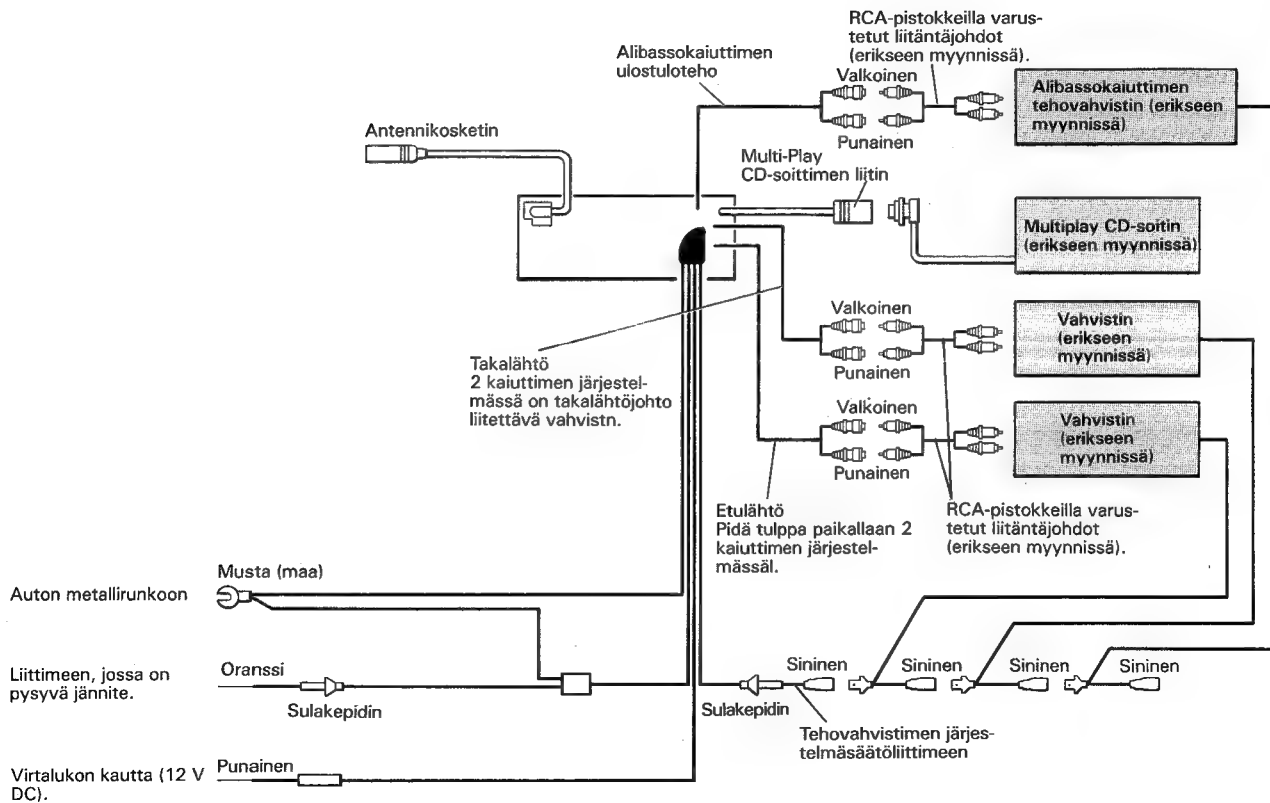 RCA-pistokkeilla varus-
tetut liitäntäjohdot
(erikseen myynnissä).
Alibassokaiuttimen
ulostuloteho
Valkoinen
Punainen
Alibassokaiuttimen
tehovahvistin (erikseen
myynnissä)
Antennikosketin
Multi-Play
CD-soittimen liitin
Multiplay CD-soitin
(erikseen myynnissä)
Valkoinen
Punainen
Vahvistin
(erikseen
myynnissä)
Takalähtö
2 kaiuttimen järjestel-
mässä on takalähtöjohto
liitettävä vahvistn.
Valkoinen
Punainen
Vahvistin
(erikseen
myynnissä)
Etulähtö
Pidä tulppa paikallaan 2
kaiuttimen järjestel-
mässäl.
RCA-pistokkeilla varus-
tetut liitäntäjohdot
(erikseen myynnissä).
Auton metallirunkoon
Musta (maa)
Liittimeen, jossa on
pysyvä jännite.
Oranssi
Sulakepidin
Sulakepidin
Sininen
Sininen
Sininen
Sininen
Tehovahvistimen järjes-
telmäsäätöliittimeen
Virtalukon kautta (12 V
DC).
Punainen